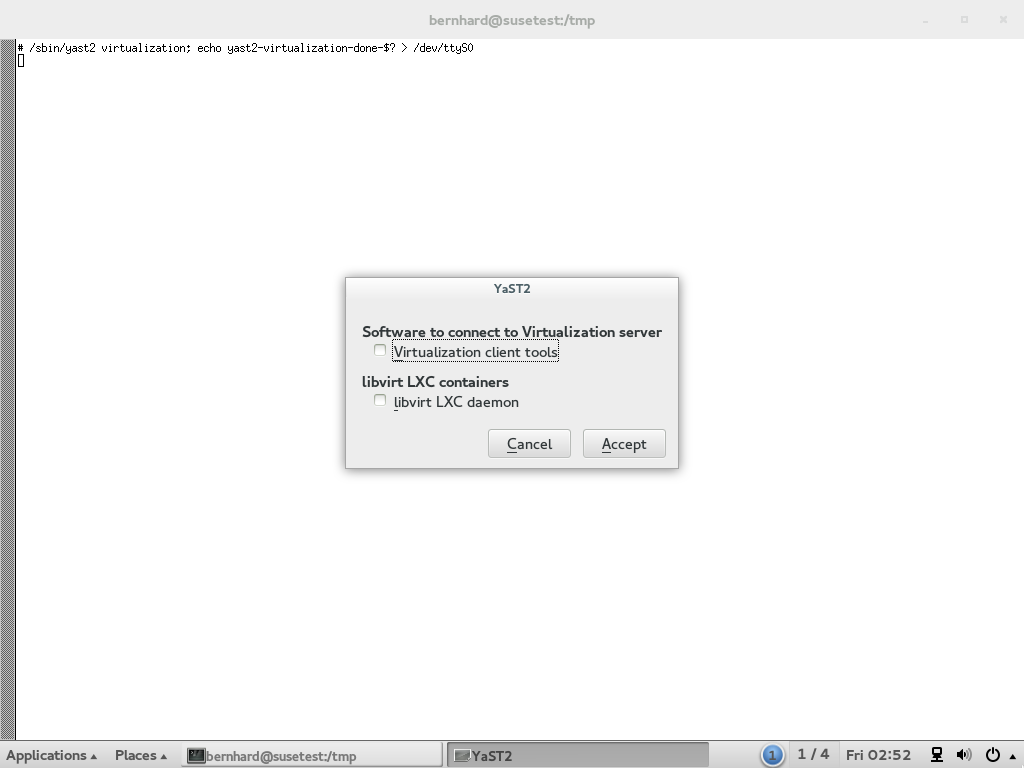 bernhard@susetest:/tmp
# /sbin/yast2 virtualization; echo yast2-virtualization-done-$? > /dev/ttyS0
YaST2
Software to connect to Virtualization server
Virtualization client tools
libvirt LXC containers
libvirt LXC daemon
Cancel Accept
Applications Places bernhard@susetest:/tmp YaST2 1 1 / 4 Fri 02:52